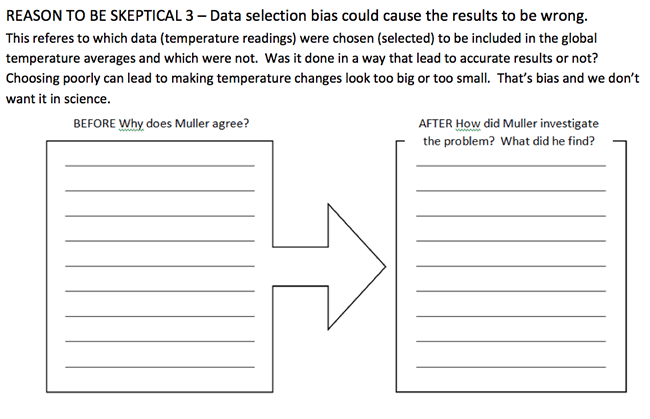 REASON TO BE SKEPTICAL 3 – Data selection bias could cause the results to be wrong.
This referes to which data (temperature readings) were chosen (selected) to be included in the global
temperature averages and which were not.  Was it done in a way that lead to accurate results or not?
Choosing poorly can lead to making temperature changes look too big or too small.  That's bias and we don't
want it in science.
BEFORE Why does Muller agree?
AFTER How did Muller investigate
the problem?  What did he find?